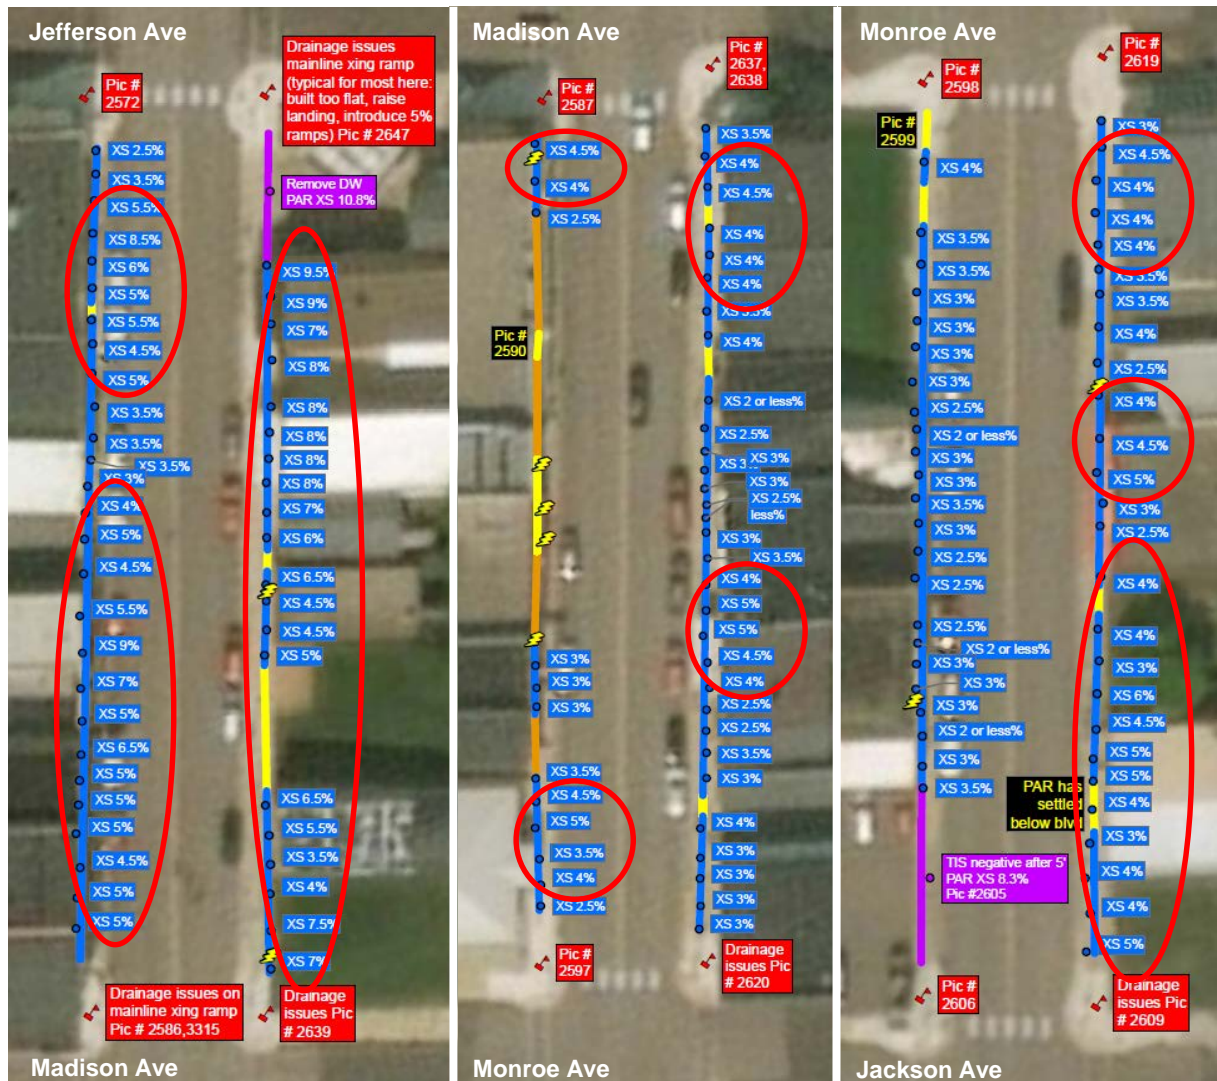 Jefferson Ave
Pic #
2572
Drainage issues
mainline xing ramp
(typical for most here:
built too flat, raise
landing, introduce 5%
ramps) Pic # 2647
XS 2.5%
XS 3.5%
XS 5.5%
XS 8.5%
XS 6%
XS 5%
XS 5.5%
XS 4.5%
XS 5%
XS 3.5%
XS 3.5%
XS 3.5%
XS 3%
XS 4%
XS 5%
XS 4.5%
XS 5.5%
XS 9%
XS 7%
XS 5%
XS 6.5%
XS 5%
XS 5%
XS 5%
XS 4.5%
XS 5%
XS 5%
Remove DW
PAR XS 10.8%
XS 9.5%
XS 9%
XS 7%
XS 8%
XS 8%
XS 8%
XS 8%
XS 8%
XS 7%
XS 6%
XS 6.5%
XS 4.5%
XS 4.5%
XS 5%
XS 6.5%
XS 5.5%
XS 3.5%
XS 4%
XS 7.5%
XS 7%
Drainage issues on
mainline xing ramp
Pic # 2586,3315
Drainage
issues Pic
# 2639
Madison Ave
Madison Ave
Pic #
2587
Pic #
2637,
2638
XS 4.5%
XS 4%
XS 2.5%
Pic #
2590
XS 3%
XS 3%
XS 3%
XS 3.5%
XS 4.5%
XS 5%
XS 3.5%
XS 4%
XS 2.5%
XS 3.5%
XS 4%
XS 4.5%
XS 4%
XS 4%
XS 4%
XS 3.5%
XS 4%
XS 2 or less%
XS 2.5%
XS 3%
XS 3%
XS 3%
XS 2.5%
less%
XS 3%
XS 3.5%
XS 4%
XS 5%
XS 5%
XS 4.5%
XS 4%
XS 2.5%
XS 2.5%
XS 3.5%
XS 3%
XS 4%
XS 3%
XS 3%
XS 3%
XS 3%
Pic #
2597
Drainage
issues Pic
# 2620
Monroe Ave
Monroe Ave
Pic #
2598
Pic #
2619
Pic #
2599
XS 4%
XS 3.5%
XS 3.5%
XS 3%
XS 3%
XS 3%
XS 3%
XS 2.5%
XS 2 or less%
XS 3%
XS 3%
XS 3.5%
XS 3%
XS 2.5%
XS 2.5%
XS 2.5%
XS 2 or less%
XS 3%
XS 3%
XS 3%
XS 2 or less%
XS 3%
XS 3.5%
TIS negative after 5'
PAR XS 8.3%
Pic #2605
XS 3%
XS 4.5%
XS 4%
XS 4%
XS 4%
XS 3.5%
XS 3.5%
XS 4%
XS 2.5%
XS 4%
XS 4.5%
XS 5%
XS 3%
XS 2.5%
XS 4%
XS 4%
XS 3%
XS 6%
XS 4.5%
XS 5%
XS 5%
PAR has
settled
below blvd
XS 4%
XS 3%
XS 4%
XS 4%
XS 5%
Pic #
2606
Drainage
issues Pic
# 2609
Jackson Ave